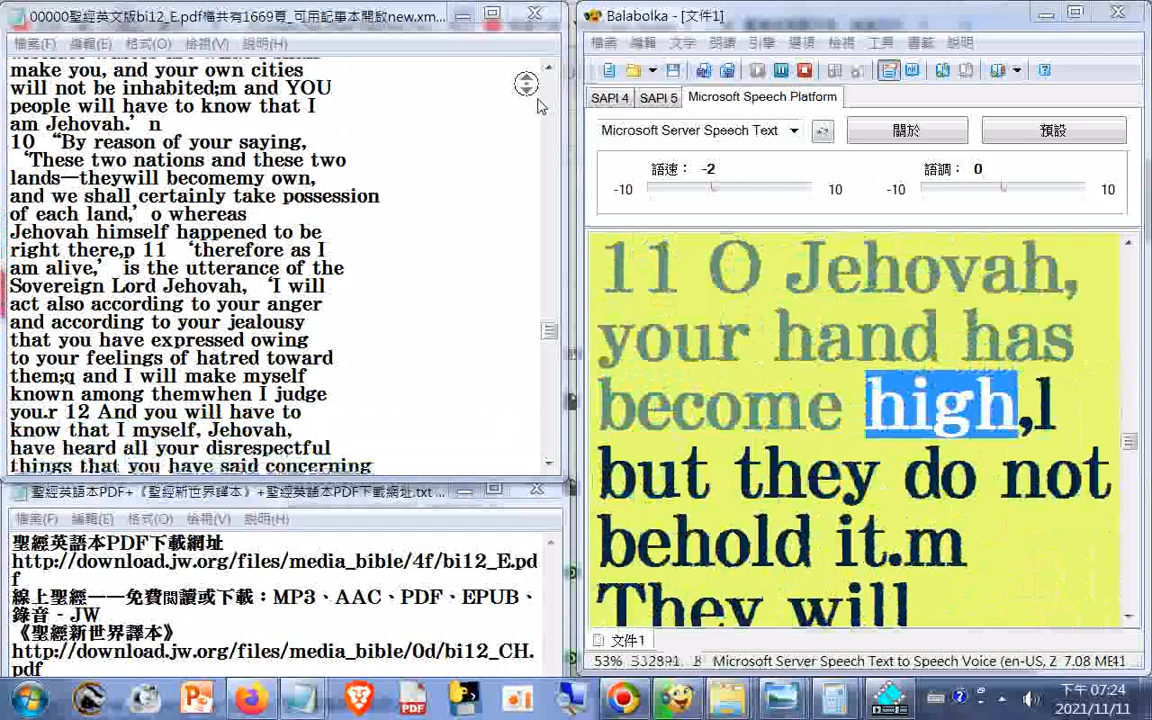 00000聖經英文版bi12_E.pdf檔共有1669頁_可用記事本開啟new.xm...
檔案(F) 編輯(E) 格式(O) 檢視(V) 說明(H)
make you, and your own cities
will not be inhabited;m and YOU
people will have to know that I
am Jehovah.’ n
10 “By reason of your saying,
‘These two nations and these two
lands—theywill becomemy own,
and we shall certainly take possession
of each land,’ o whereas
Jehovah himself happened to be
right there,p 11 ‘therefore as I
am alive,’ is the utterance of the
Sovereign Lord Jehovah, ‘I will
act also according to your anger
and according to your jealousy
that you have expressed owing
to your feelings of hatred toward
them;q and I will make myself
known among themwhen I judge
you.r 12 And you will have to
know that I myself, Jehovah,
have heard all your disrespectful
things that you have said concerning
聖經英語本PDF+《聖經新世界譯本》+聖經英語本PDF下載網址.txt ...
檔案(F) 編輯(E) 格式(O) 檢視(V) 說明(H)
聖經英語本PDF下載網址
http://download.jw.org/files/media_bible/4f/bi12_E.pd
f
線上聖經——免費閱讀或下載：MP3、AAC、PDF、EPUB、
錄音 - JW
《聖經新世界譯本》
http://download.jw.org/files/media_bible/0d/bi12_CH.
pdf
Balabolka - [文件1]
檔案 編輯 文字 朗讀 引擎 選項 檢視 工具 書籤 說明
SAPI 4 SAPI 5 Microsoft Speech Platform
Microsoft Server Speech Text 關於 預設
語速： -2 語調： 0
-10 10 -10 10
11 O Jehovah,
your hand has
become high,l
but they do not
behold it.m
They will
文件1
53% Microsoft Server Speech Text to Speech Voice (en-US, Z 7.08 ME
下午 07:24
2021/11/11